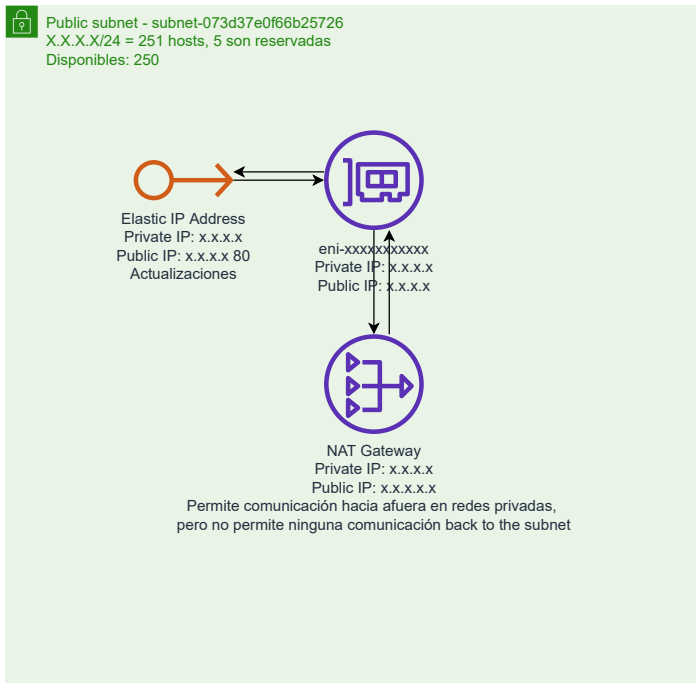 Public subnet - subnet-073d37e0f66b25726
X.X.X.X/24 = 251 hosts, 5 son reservadas
Disponibles: 250
Elastic IP Address
Private IP: x.x.x.x
Public IP: x.x.x.x 80
Actualizaciones
eni-xxxxxxxxxxx
Private IP: x.x.x.x
Public IP: x.x.x.x
NAT Gateway
Private IP: x.x.x.x
Public IP: x.x.x.x.x
Permite comunicación hacia afuera en redes privadas,
pero no permite ninguna comunicación back to the subnet